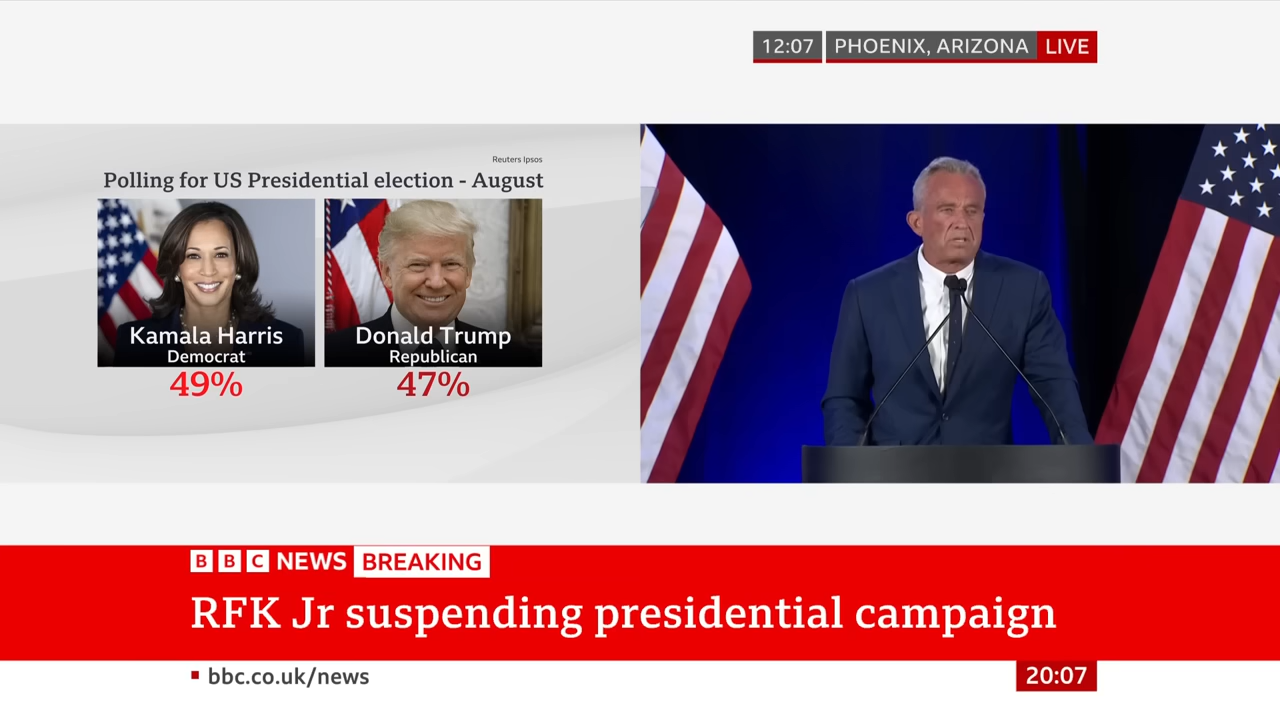 12:07 PHOENIX, ARIZONA LIVE
Reuters Ipsos
Polling for US Presidential election - August
Kamala Harris
Democrat
49%
Donald Trump
Republican
47%
BBC NEWS BREAKING
RFK Jr suspending presidential campaign
bbc.co.uk/news
20:07